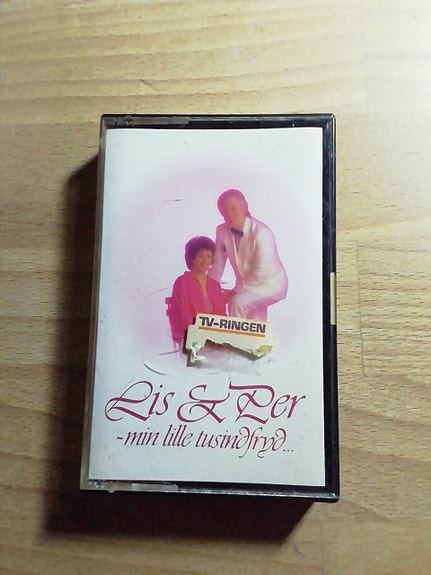 TV-RINGEN
Lis & Per
~min lille tusindfryd...